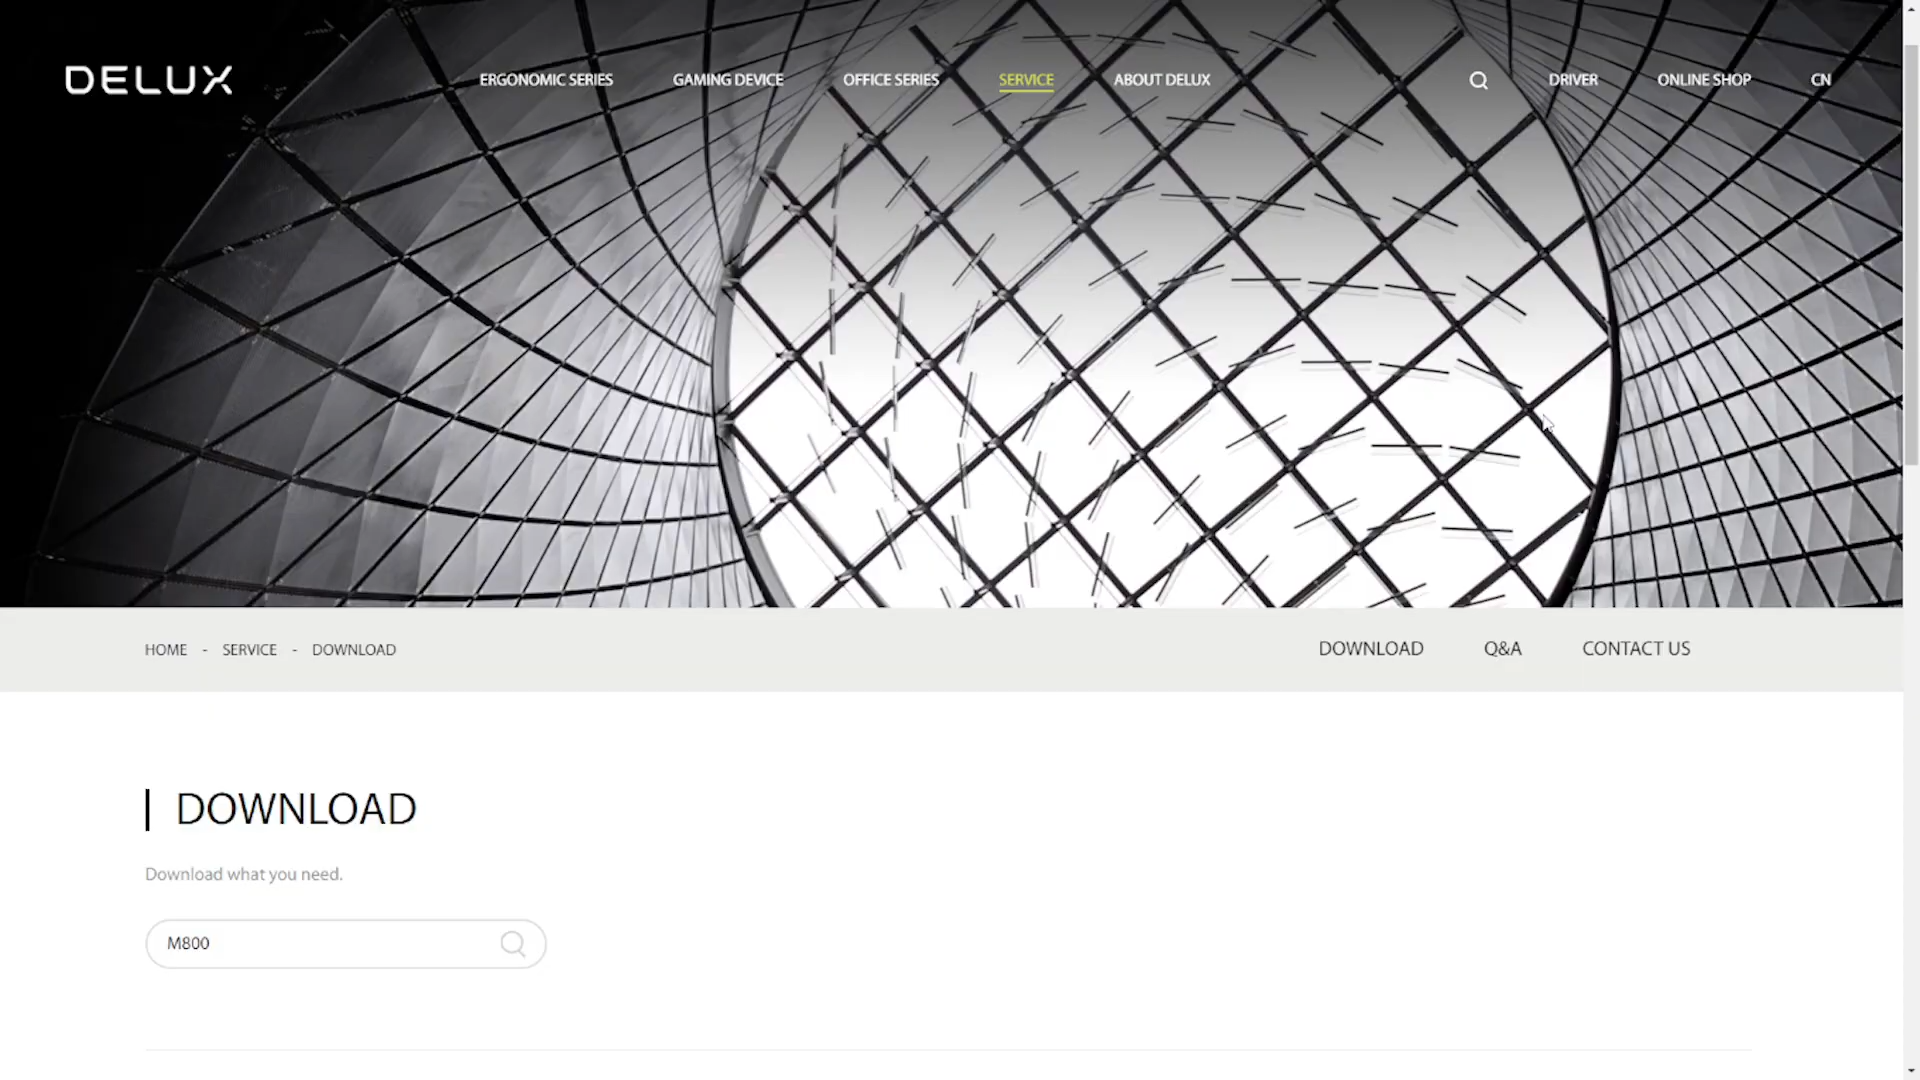 DELUX
ERGONOMIC SERIES
GAMING DEVICE
OFFICE SERIES
SERVICE
ABOUT DELUX
DRIVER
ONLINE SHOP
CN
HOME - SERVICE - DOWNLOAD
DOWNLOAD
Q&A
CONTACT US
DOWNLOAD
Download what you need.
M800